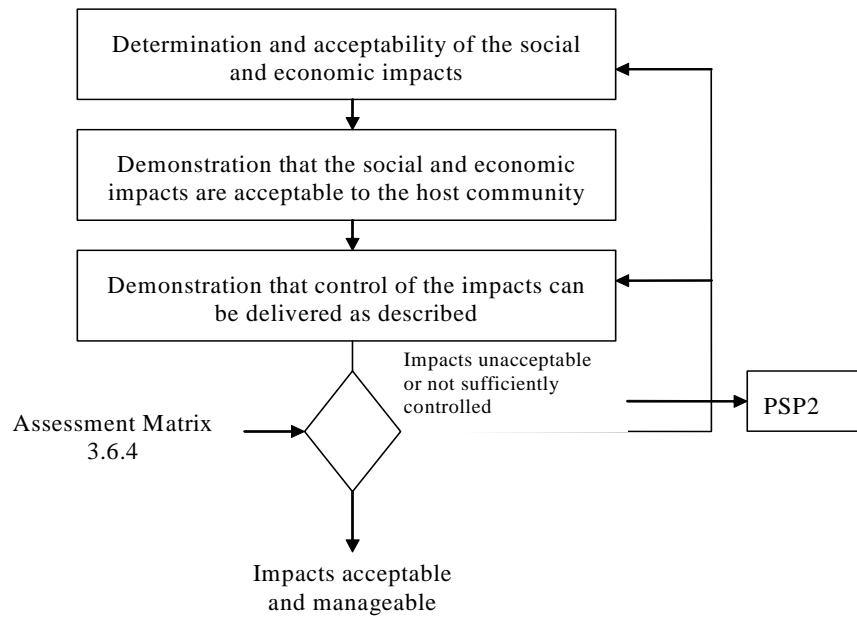 Determination and acceptability of the social
and economic impacts
Demonstration that the social and economic
impacts are acceptable to the host community
Demonstration that control of the impacts can
be delivered as described
Impacts unacceptable
or not sufficiently
controlled
PSP2
Assessment Matrix
3.6.4
Impacts acceptable
and manageable